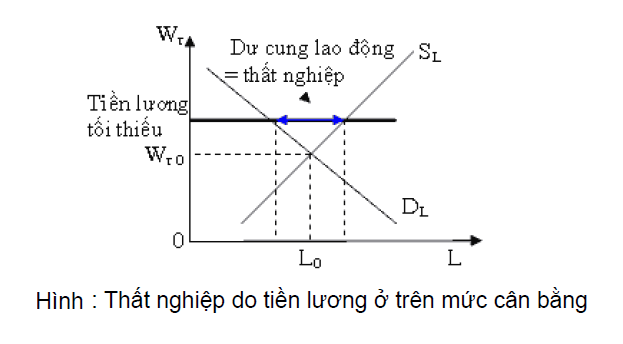 Wr
Dư cung lao động
= thất nghiệp
SL
Tiền lương
tối thiếu
Wr0
DL
0
L0
L
Hình : Thất nghiệp do tiền lương ở trên mức cân bằng